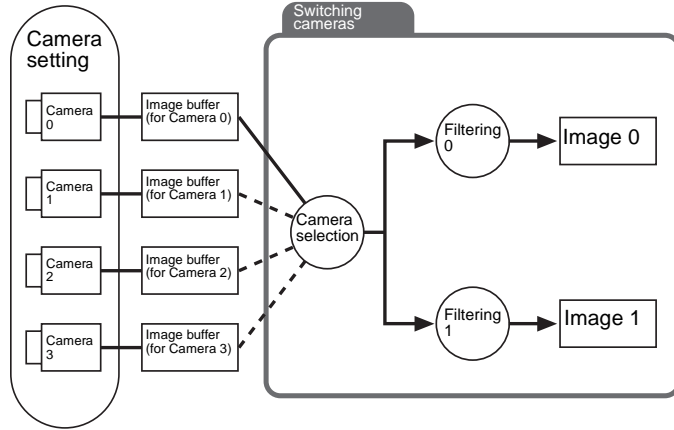 Switching
cameras
Camera
setting
Camera
0
Image buffer
(for Camera 0)
Filtering
0
Image 0
Camera
1
Image buffer
(for Camera 1)
Camera
selection
Camera
2
Image buffer
(for Camera 2)
Camera
3
Image buffer
(for Camera 3)
Filtering
1
Image 1